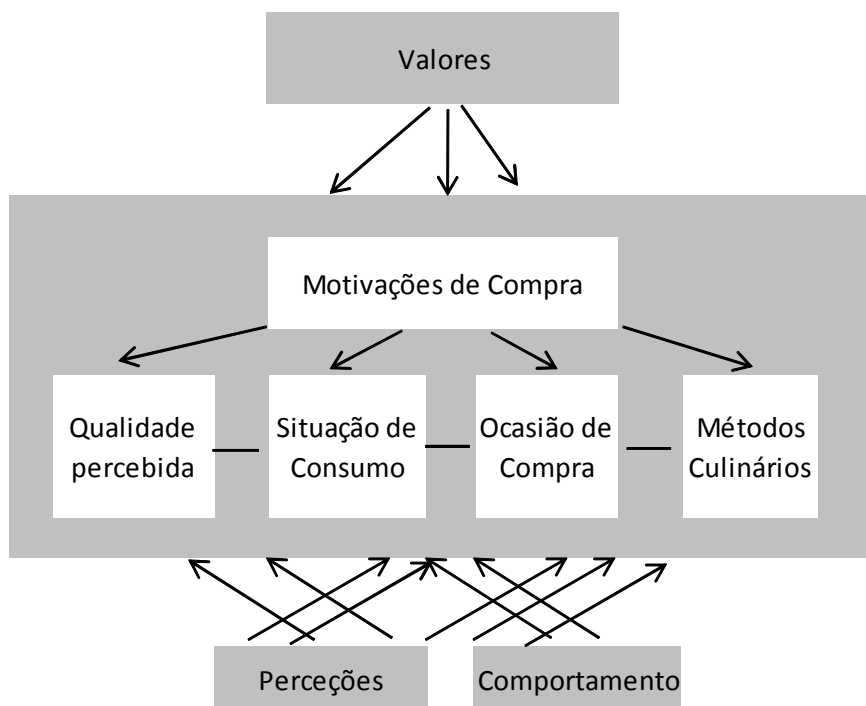 Valores
Motivações de Compra
Qualidade
percebida
Situação de
Consumo
Ocasião de
Compra
Métodos
Culinários
Perceções
Comportamento